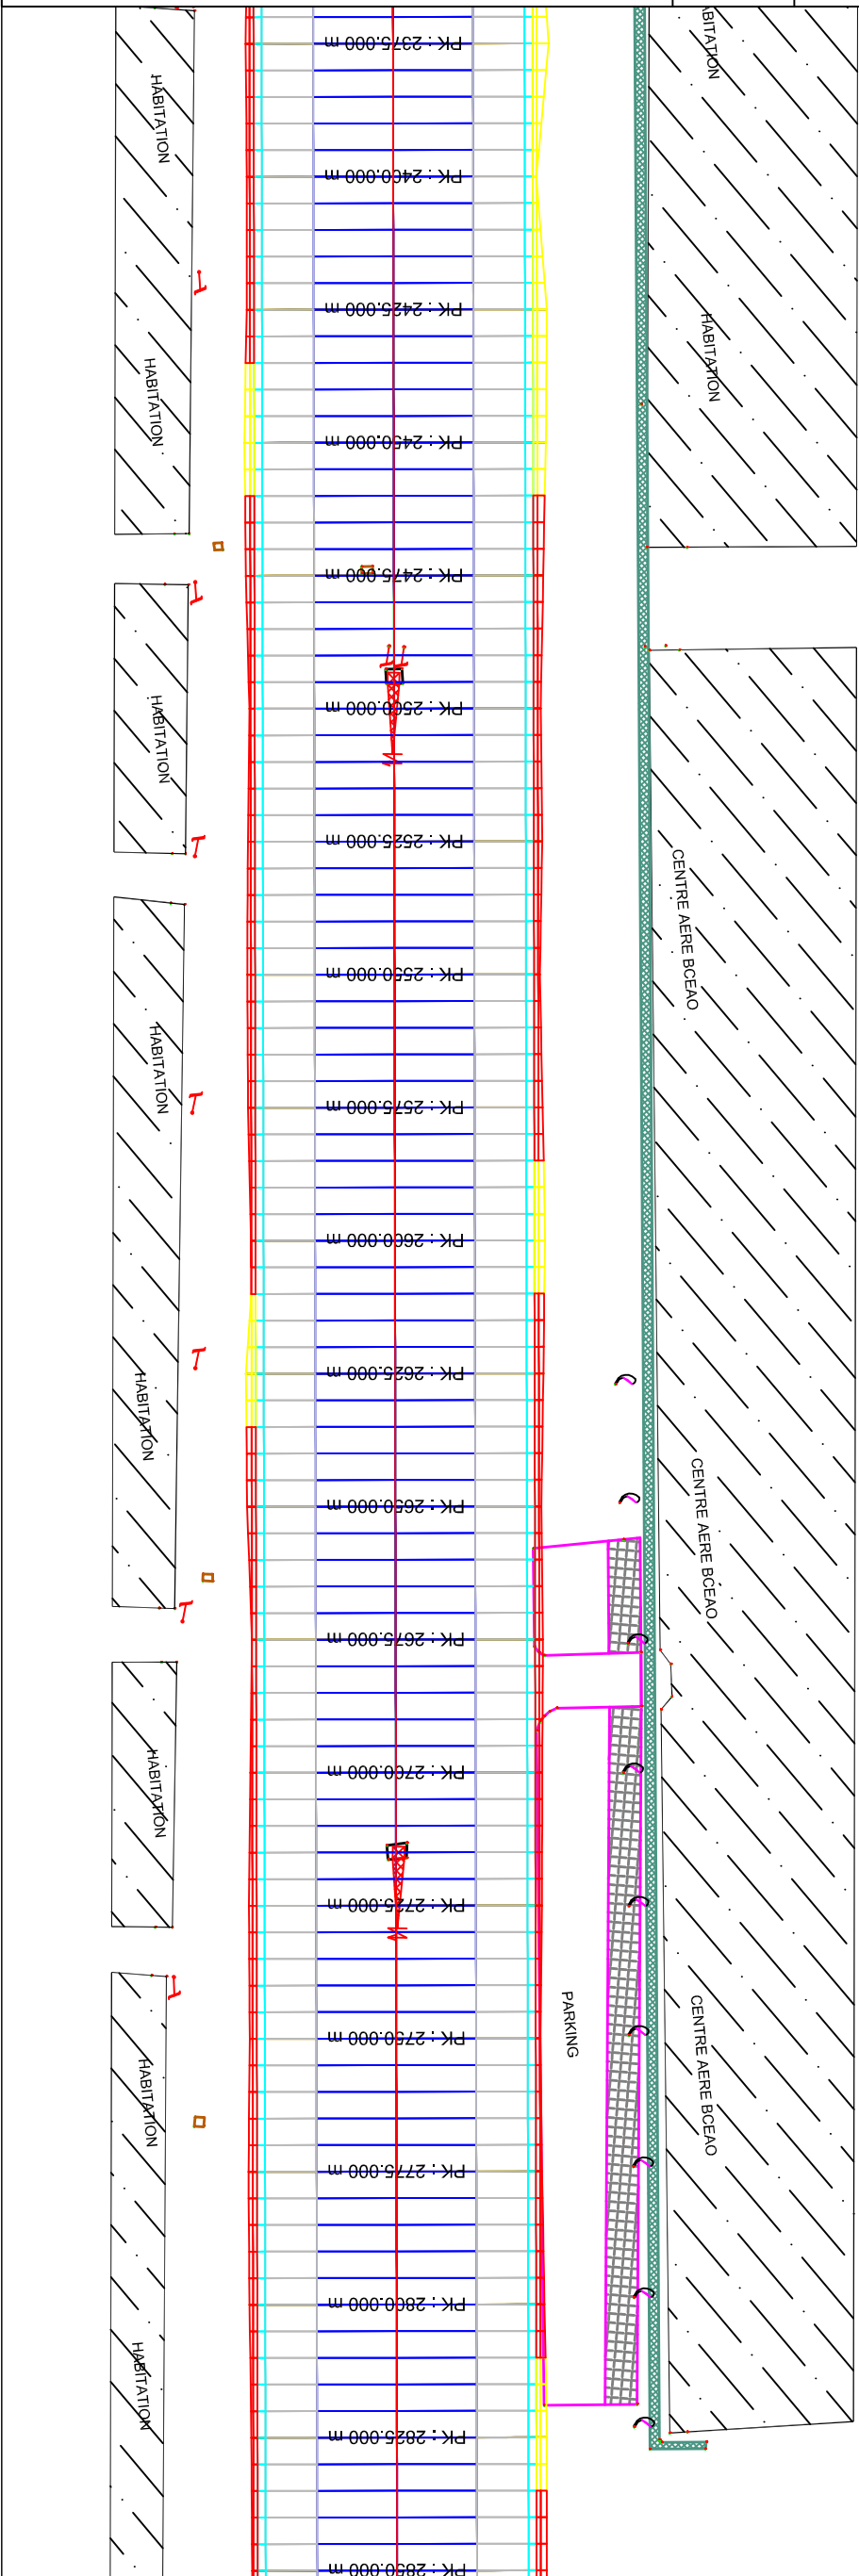 PK : 2375.000 m
ABITATION
HABITATION
PK : 2400.000 m
PK : 2425.000 m
HABITATION
HABITATION
PK : 2450.000 m
PK : 2475.000 m
PK : 2500.000 m
HABITATION
PK : 2525.000 m
CENTRE AERE BCEAO
PK : 2550.000 m
HABITATION
PK : 2575.000 m
PK : 2600.000 m
PK : 2625.000 m
HABITATION
PK : 2650.000 m
CENTRE AERE BCEAO
PK : 2675.000 m
PK : 2700.000 m
HABITATION
PK : 2725.000 m
PARKING
PK : 2750.000 m
CENTRE AERE BCEAO
HABITATION
PK : 2775.000 m
PK : 2800.000 m
HABITATION
PK : 2825.000 m
PK : 2850.000 m